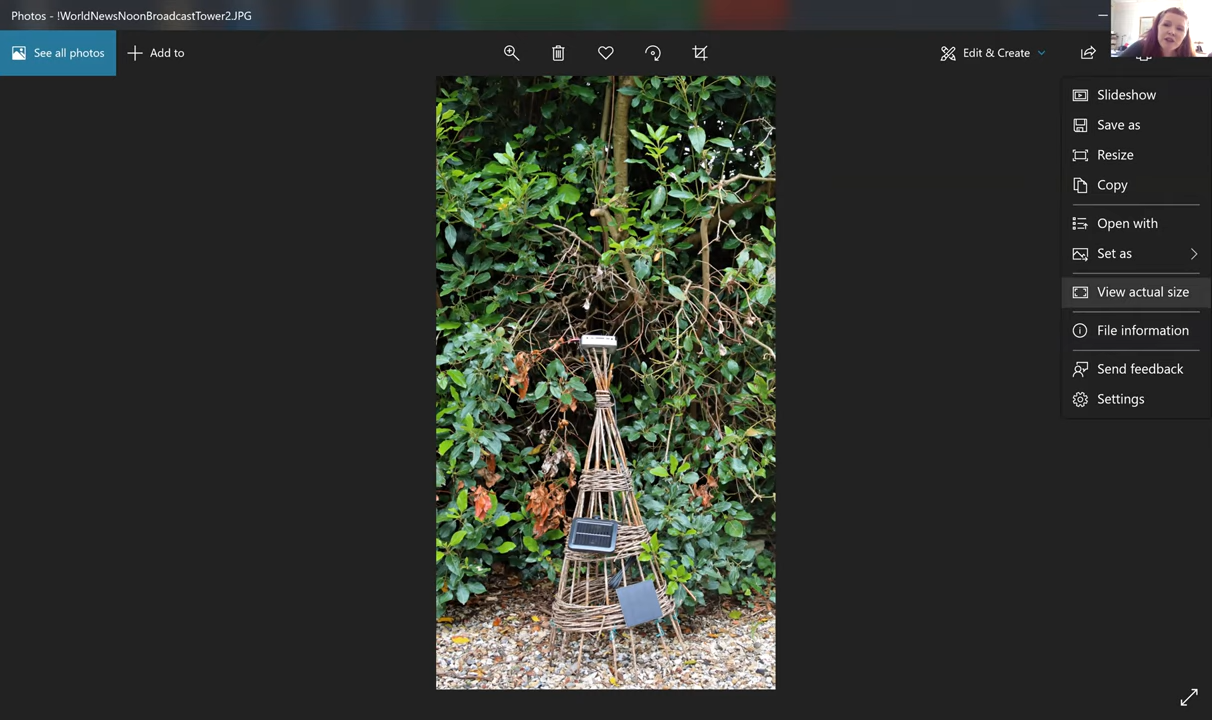 Photos - !WorldNewsNoonBroadcastTower2.JPG
See all photos
Add to
Edit & Create
Slideshow
Save as
Resize
Copy
Open with
Set as
View actual size
File information
Send feedback
Settings